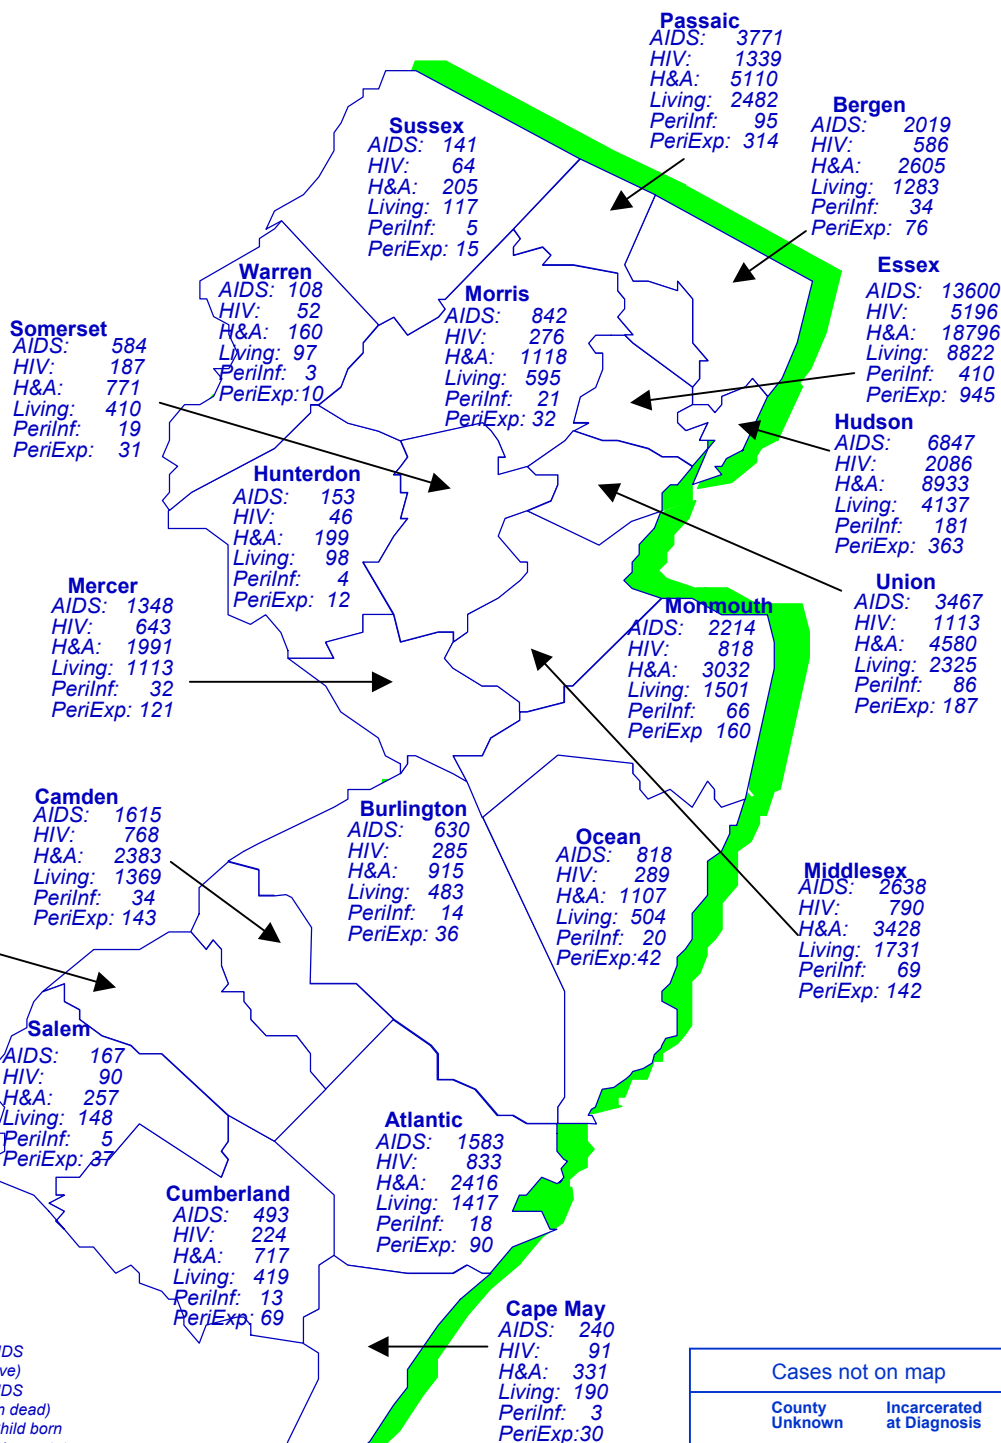 Passaic
AIDS: 3771
HIV: 1339
H&A: 5110
Living: 2482
PeriInf: 95
PeriExp: 314
Bergen
AIDS: 2019
HIV: 586
H&A: 2605
Living: 1283
PeriInf: 34
PeriExp: 76
Sussex
AIDS: 141
HIV: 64
H&A: 205
Living: 117
PeriInf: 5
PeriExp: 15
Warren
AIDS: 108
HIV: 52
H&A: 160
Living: 97
PeriInf: 3
PeriExp:10
Morris
AIDS: 842
HIV: 276
H&A: 1118
Living: 595
PeriInf: 21
PeriExp: 32
Essex
AIDS: 13600
HIV: 5196
H&A: 18796
Living: 8822
PeriInf: 410
PeriExp: 945
Somerset
AIDS: 584
HIV: 187
H&A: 771
Living: 410
PeriInf: 19
PeriExp: 31
Hudson
AIDS: 6847
HIV: 2086
H&A: 8933
Living: 4137
PeriInf: 181
PeriExp: 363
Hunterdon
AIDS: 153
HIV: 46
H&A: 199
Living: 98
PeriInf: 4
PeriExp: 12
Mercer
AIDS: 1348
HIV: 643
H&A: 1991
Living: 1113
PeriInf: 32
PeriExp: 121
Monmouth
AIDS: 2214
HIV: 818
H&A: 3032
Living: 1501
PeriInf: 66
PeriExp 160
Union
AIDS: 3467
HIV: 1113
H&A: 4580
Living: 2325
PeriInf: 86
PeriExp: 187
Camden
AIDS: 1615
HIV: 768
H&A: 2383
Living: 1369
PeriInf: 34
PeriExp: 143
Burlington
AIDS: 630
HIV: 285
H&A: 915
Living: 483
PeriInf: 14
PeriExp: 36
Ocean
AIDS: 818
HIV: 289
H&A: 1107
Living: 504
PeriInf: 20
PeriExp:42
Middlesex
AIDS: 2638
HIV: 790
H&A: 3428
Living: 1731
PeriInf: 69
PeriExp: 142
Salem
AIDS: 167
HIV: 90
H&A: 257
Living: 148
PeriInf: 5
PeriExp: 37
Atlantic
AIDS: 1583
HIV: 833
H&A: 2416
Living: 1417
PeriInf: 18
PeriExp: 90
Cumberland
AIDS: 493
HIV: 224
H&A: 717
Living: 419
PeriInf: 13
PeriExp: 69
Cape May
AIDS: 240
HIV: 91
H&A: 331
Living: 190
PeriInf: 3
PeriExp:30
dead)
born
Cases not on map
County Unknown
Incarcerated at Diagnosis